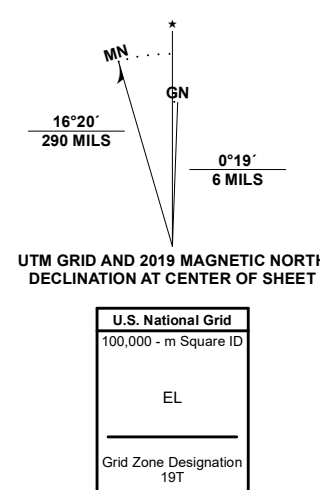 ★
MN
GN
16°20´
290 MILS
0°19´
6 MILS
UTM GRID AND 2019 MAGNETIC NORTH
DECLINATION AT CENTER OF SHEET
U.S. National Grid
100,000 - m Square ID
EL
Grid Zone Designation
19T